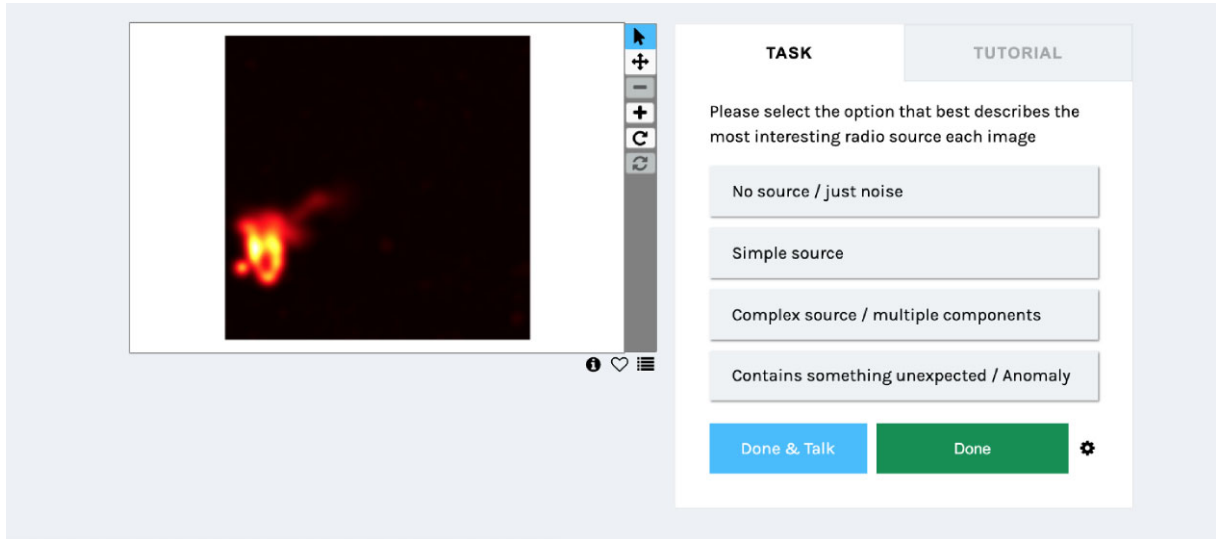 TASK
TUTORIAL
Please select the option that best describes the
most interesting radio source each image
No source / just noise
Simple source
Complex source / multiple components
Contains something unexpected / Anomaly
Done & Talk
Done